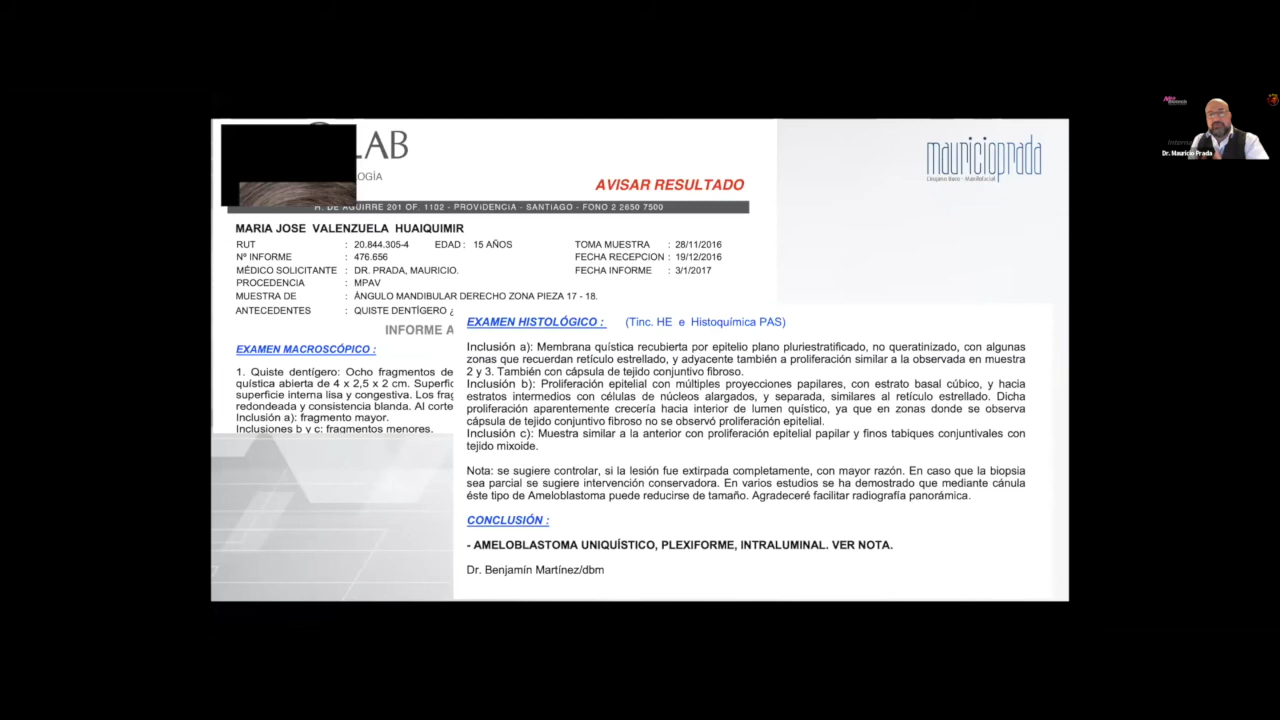 LAB
OGÍA
AVISAR RESULTADO
H. DE AGUIRRE 201 OF. 1102 - PROVIDENCIA - SANTIAGO - FONO 2 2650 7500
MARIA JOSE VALENZUELA HUAIQUIMIR
RUT : 20.844.305-4 EDAD : 15 AÑOS TOMA MUESTRA : 28/11/2016
Nº INFORME : 476.656 FECHA RECEPCION : 19/12/2016
MÉDICO SOLICITANTE : DR. PRADA, MAURICIO. FECHA INFORME : 3/1/2017
PROCEDENCIA : MPAV
MUESTRA DE : ÁNGULO MANDIBULAR DERECHO ZONA PIEZA 17 - 18.
ANTECEDENTES : QUISTE DENTÍGERO ¿
INFORME A
EXAMEN MACROSCÓPICO :
1. Quiste dentígero: Ocho fragmentos de
quística abierta de 4 x 2,5 x 2 cm. Superfic
superficie interna lisa y congestiva. Los frag
redondeada y consistencia blanda. Al corte
Inclusión a): fragmento mayor.
Inclusiones b y c: fragmentos menores.
EXAMEN HISTOLÓGICO : (Tinc. HE e Histoquímica PAS)
Inclusión a): Membrana quística recubierta por epitelio plano pluriestratificado, no queratinizado, con algunas
zonas que recuerdan retículo estrellado, y adyacente también a proliferación similar a la observada en muestra
2 y 3. También con cápsula de tejido conjuntivo fibroso.
Inclusión b): Proliferación epitelial con múltiples proyecciones papilares, con estrato basal cúbico, y hacia
estratos intermedios con células de núcleos alargados, y separada, similares al retículo estrellado. Dicha
proliferación aparentemente crecería hacia interior de lumen quístico, ya que en zonas donde se observa
cápsula de tejido conjuntivo fibroso no se observó proliferación epitelial.
Inclusión c): Muestra similar a la anterior con proliferación epitelial papilar y finos tabiques conjuntivales con
tejido mixoide.
Nota: se sugiere controlar, si la lesión fue extirpada completamente, con mayor razón. En caso que la biopsia
sea parcial se sugiere intervención conservadora. En varios estudios se ha demostrado que mediante cánula
éste tipo de Ameloblastoma puede reducirse de tamaño. Agradeceré facilitar radiografía panorámica.
CONCLUSIÓN :
- AMELOBLASTOMA UNIQUÍSTICO, PLEXIFORME, INTRALUMINAL. VER NOTA.
Dr. Benjamín Martínez/dbm
mauricioprada
Cirujano Buco - Maxilofacial
Dr. Mauricio Prada